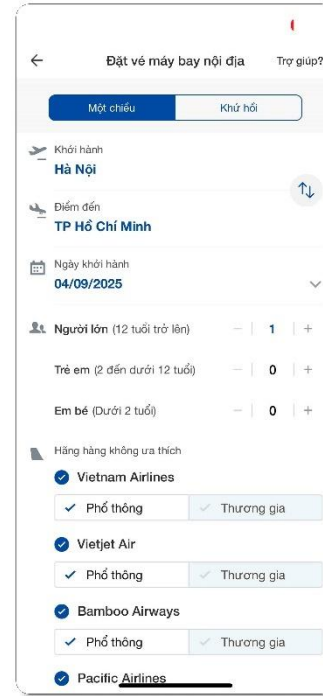 Đặt vé máy bay nội địa Trợ giúp?
Một chiều Khứ hồi
Khởi hành
Hà Nội
Điểm đến
TP Hồ Chí Minh
Ngày khởi hành
04/09/2025
Người lớn (12 tuổi trở lên) − 1 +
Trẻ em (2 đến dưới 12 tuổi) − 0 +
Em bé (Dưới 2 tuổi) − 0 +
Hãng hàng không ưa thích
Vietnam Airlines
Phổ thông Thương gia
Vietjet Air
Phổ thông Thương gia
Bamboo Airways
Phổ thông Thương gia
Pacific Airlines